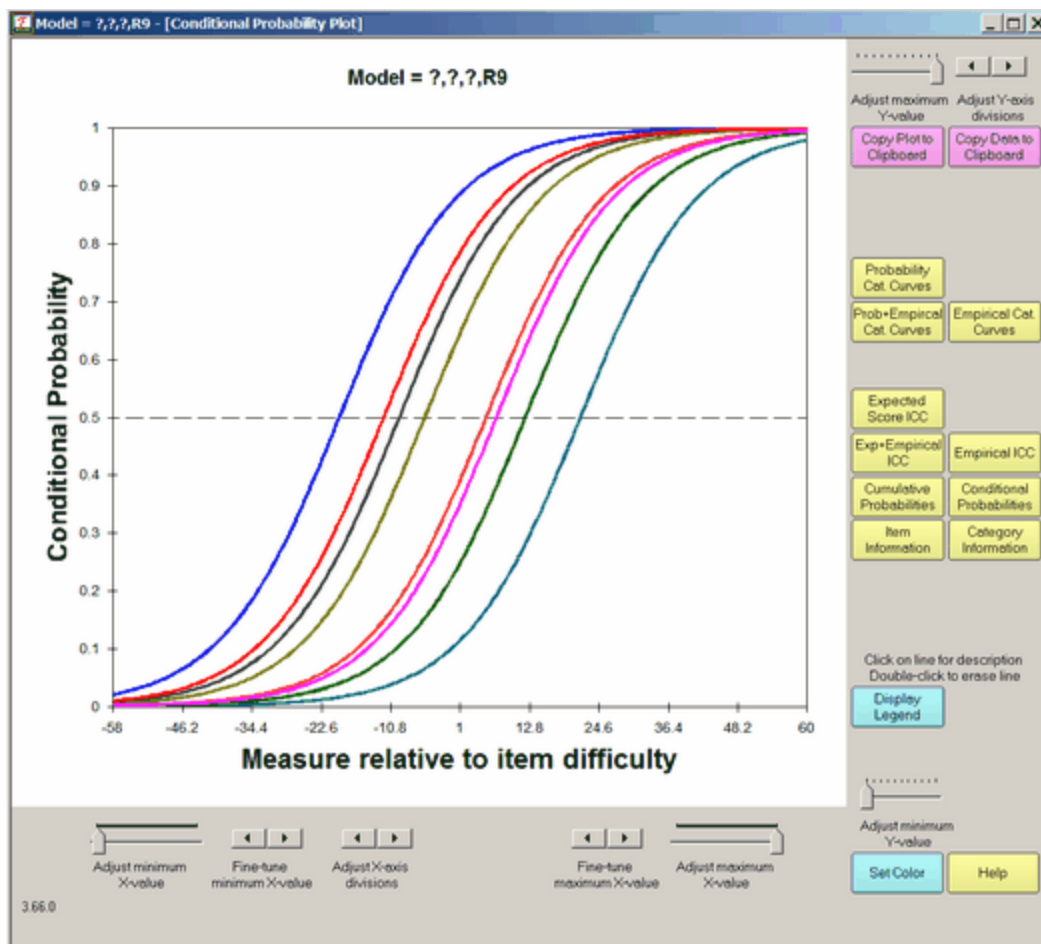 Model = ?,?,?,R9 - [Conditional Probability Plot]
Model = ?,?,?,R9
Adjust maximum
Y-value
Adjust Y-axis
divisions
Copy Plot to
Clipboard
Copy Data to
Clipboard
Probability
Cat. Curves
Prob+Empirical
Cat. Curves
Empirical Cat.
Curves
Expected
Score ICC
Exp+Empirical
ICC
Empirical ICC
Cumulative
Probabilities
Conditional
Probabilities
Item
Information
Category
Information
Click on line for description
Double-click to erase line
Display
Legend
Adjust minimum
Y-value
Set Color
Help
Conditional Probability
1
0.9
0.8
0.7
0.6
0.5
0.4
0.3
0.2
0.1
0
-58
-46.2
-34.4
-22.6
-10.8
1
12.8
24.6
36.4
48.2
60
Measure relative to item difficulty
Adjust minimum
X-value
Fine-tune
minimum X-value
Adjust X-axis
divisions
Fine-tune
maximum X-value
Adjust maximum
X-value
3.66.0